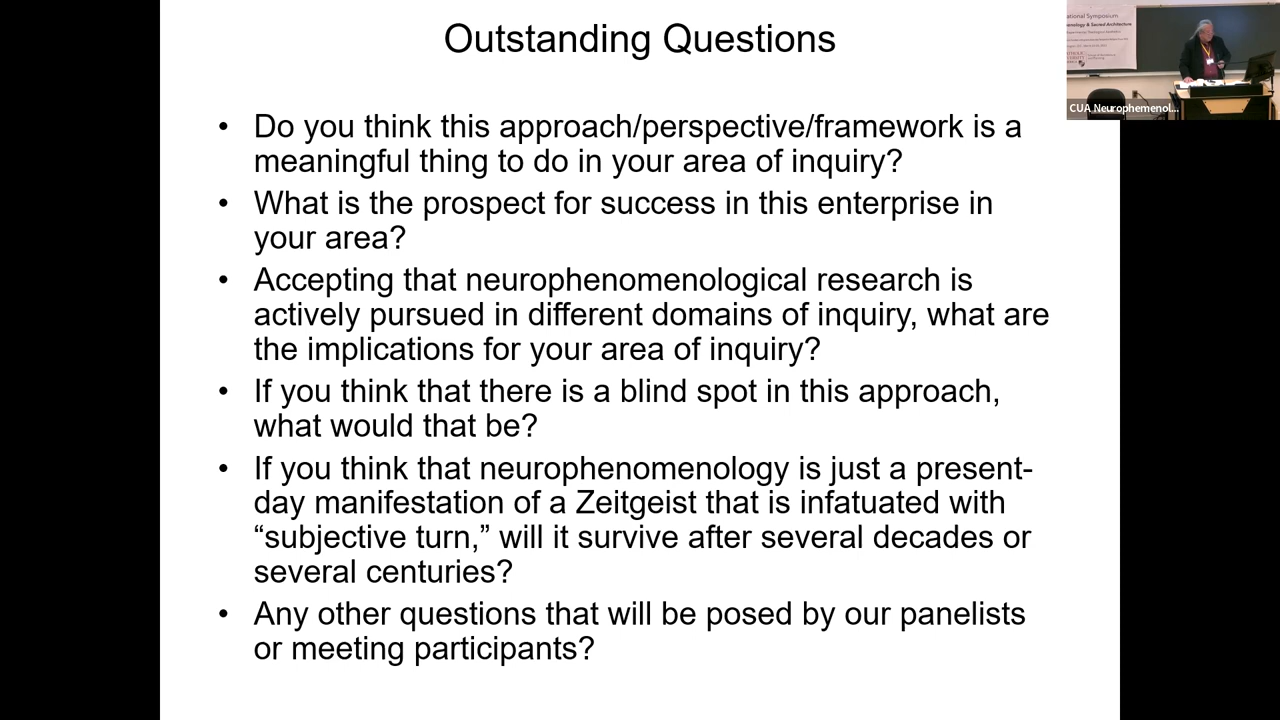 Outstanding Questions
• Do you think this approach/perspective/framework is a
meaningful thing to do in your area of inquiry?
• What is the prospect for success in this enterprise in
your area?
• Accepting that neurophenomenological research is
actively pursued in different domains of inquiry, what are
the implications for your area of inquiry?
• If you think that there is a blind spot in this approach,
what would that be?
• If you think that neurophenomenology is just a present-
day manifestation of a Zeitgeist that is infatuated with
“subjective turn,” will it survive after several decades or
several centuries?
• Any other questions that will be posed by our panelists
or meeting participants?
ational Symposium
nology & Sacred Architecture
CUA Neurophemenol...